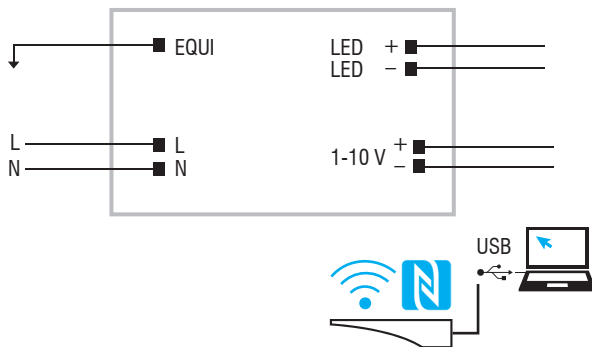 EQUI
LED +
LED –
L
L
N
N
1-10 V +
–
USB